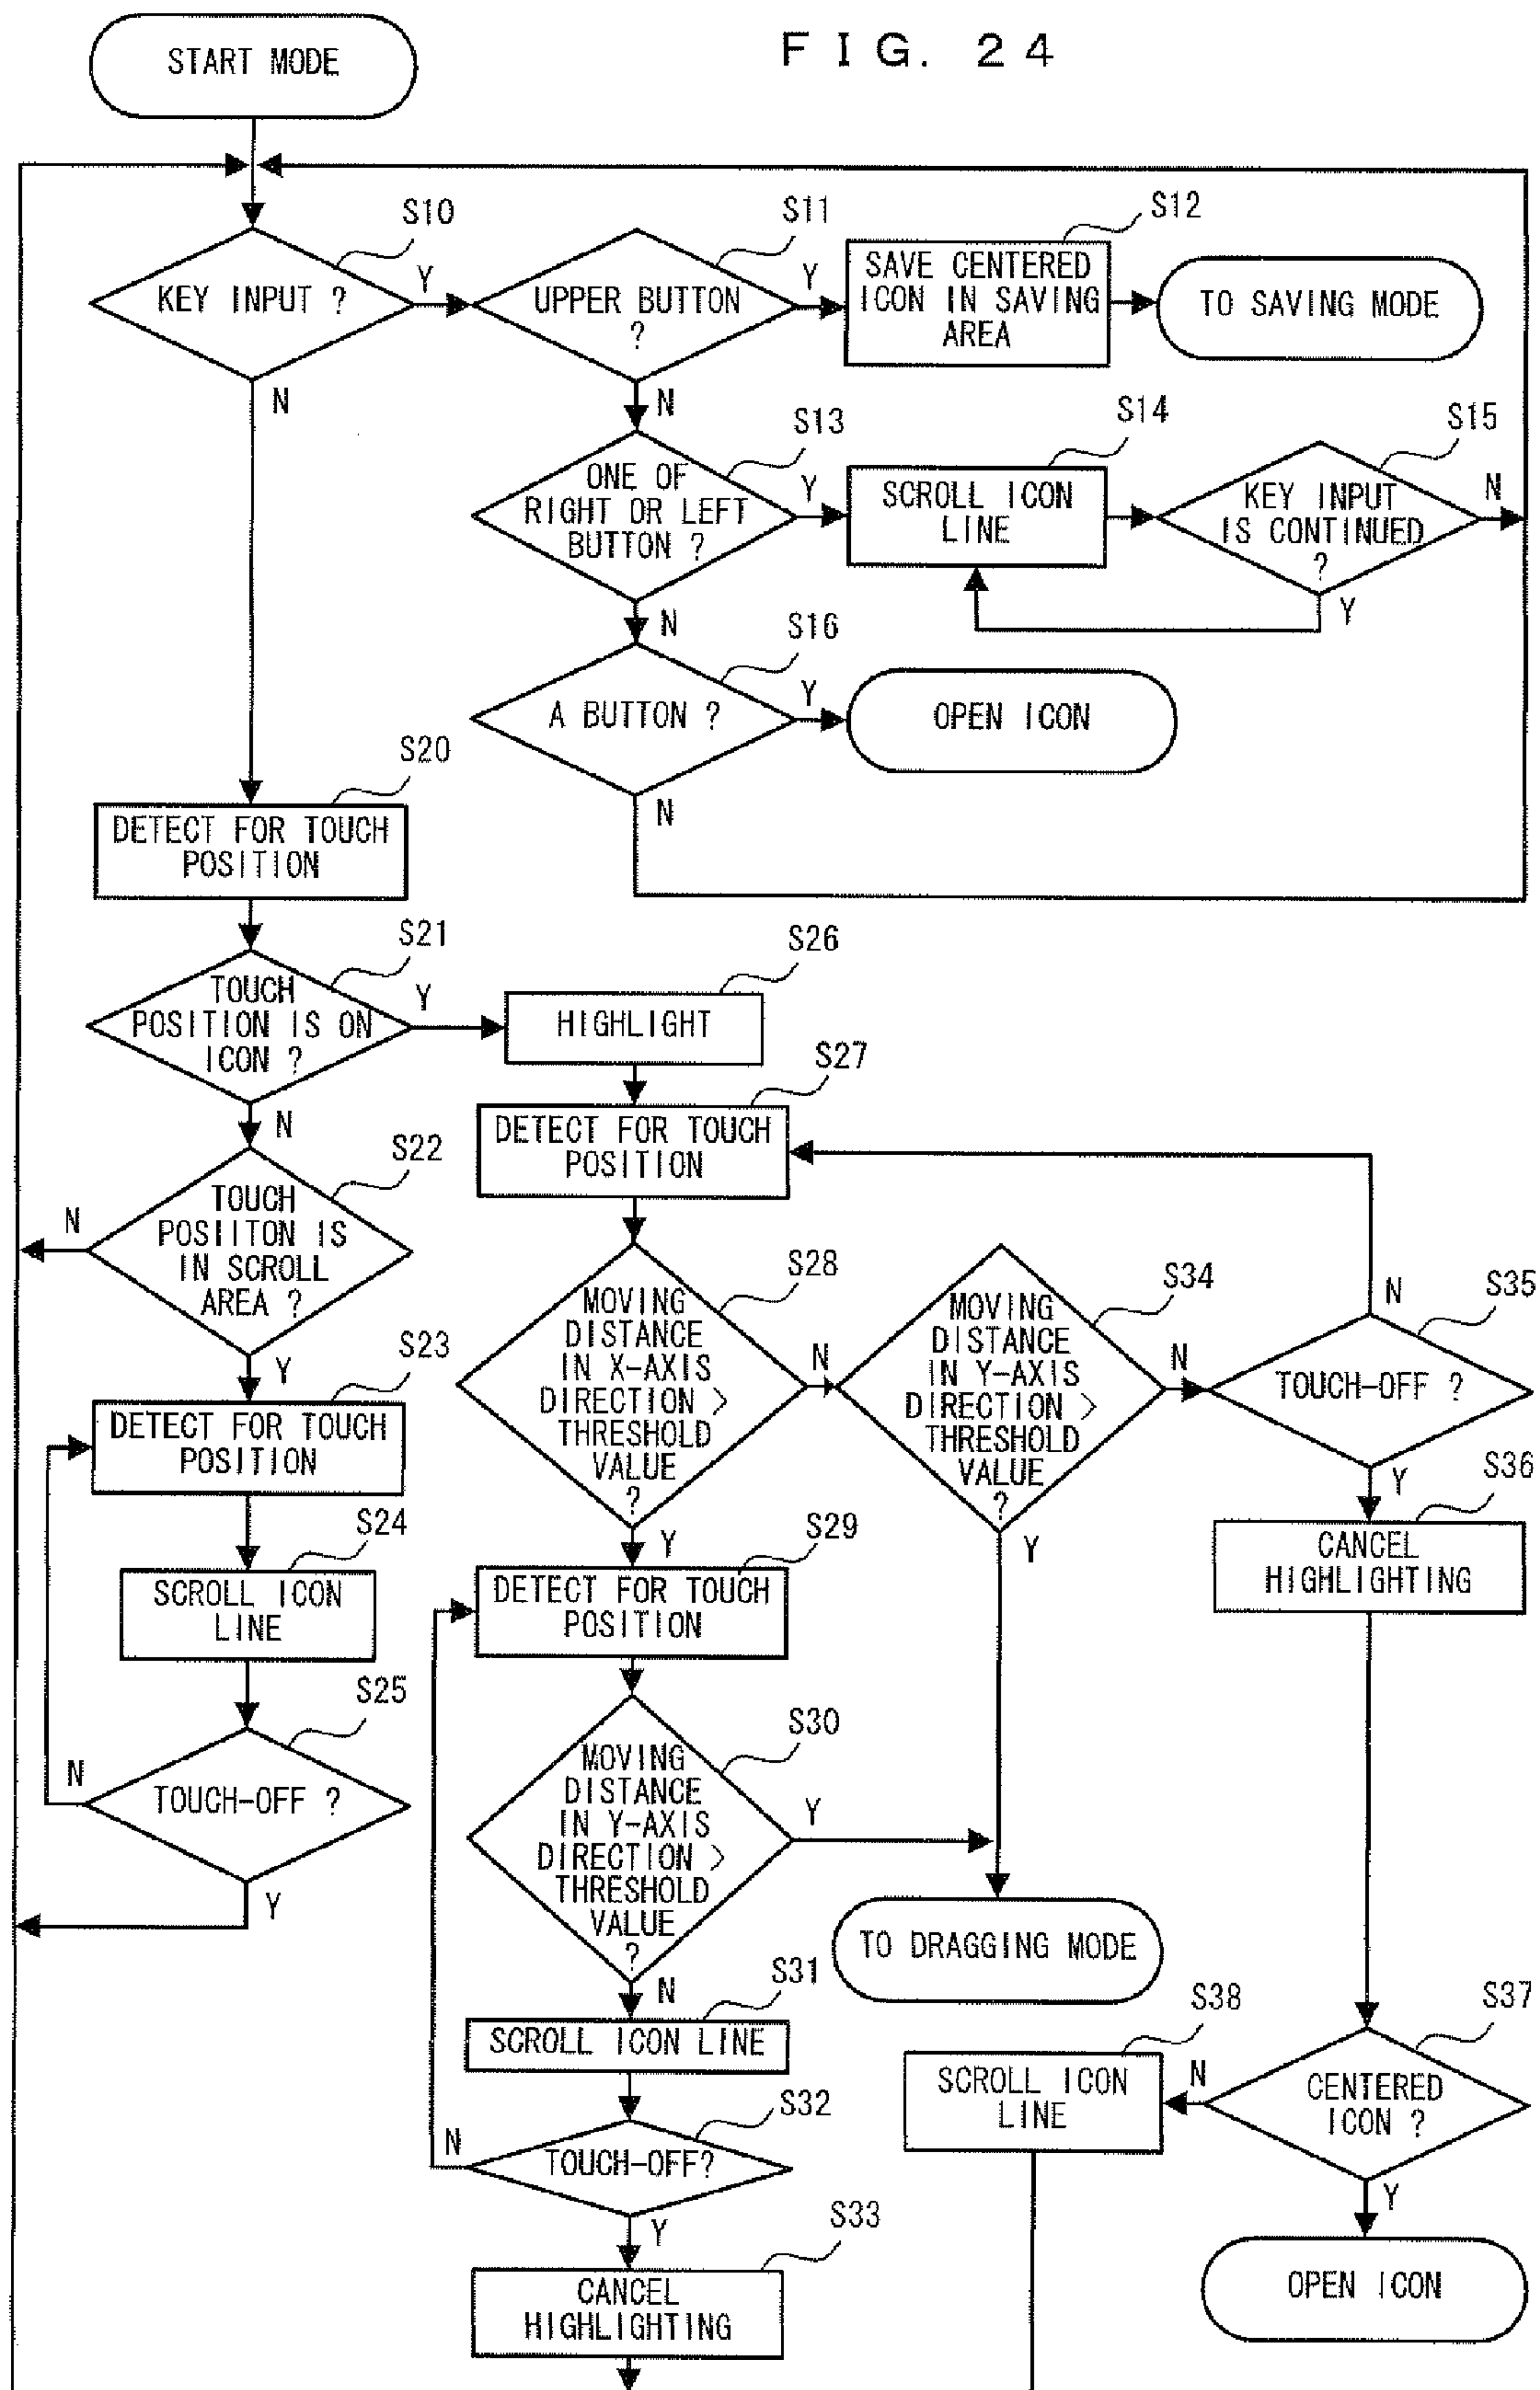 FIG. 24
START MODE
S10
KEY INPUT ?
Y
N
S11
UPPER BUTTON
?
Y
N
S12
SAVE CENTERED
ICON IN SAVING
AREA
TO SAVING MODE
S13
ONE OF
RIGHT OR LEFT
BUTTON ?
Y
N
S14
SCROLL ICON
LINE
S15
KEY INPUT
IS CONTINUED
?
N
Y
S16
A BUTTON ?
Y
N
OPEN ICON
S20
DETECT FOR TOUCH
POSITION
S21
TOUCH
POSITION IS ON
ICON ?
Y
N
S22
TOUCH
POSIITON IS
IN SCROLL
AREA ?
N
Y
S23
DETECT FOR TOUCH
POSITION
S24
SCROLL ICON
LINE
S25
TOUCH-OFF ?
N
Y
S26
HIGHLIGHT
S27
DETECT FOR TOUCH
POSITION
S28
MOVING
DISTANCE
IN X-AXIS
DIRECTION >
THRESHOLD
VALUE
?
N
Y
S29
DETECT FOR TOUCH
POSITION
S30
MOVING
DISTANCE
IN Y-AXIS
DIRECTION >
THRESHOLD
VALUE
?
Y
N
S31
SCROLL ICON LINE
S32
TOUCH-OFF?
N
Y
S33
CANCEL
HIGHLIGHTING
S34
MOVING
DISTANCE
IN Y-AXIS
DIRECTION >
THRESHOLD
VALUE
?
N
Y
TO DRAGGING MODE
S35
TOUCH-OFF ?
N
Y
S36
CANCEL
HIGHLIGHTING
S37
CENTERED
ICON ?
N
Y
S38
SCROLL ICON
LINE
OPEN ICON